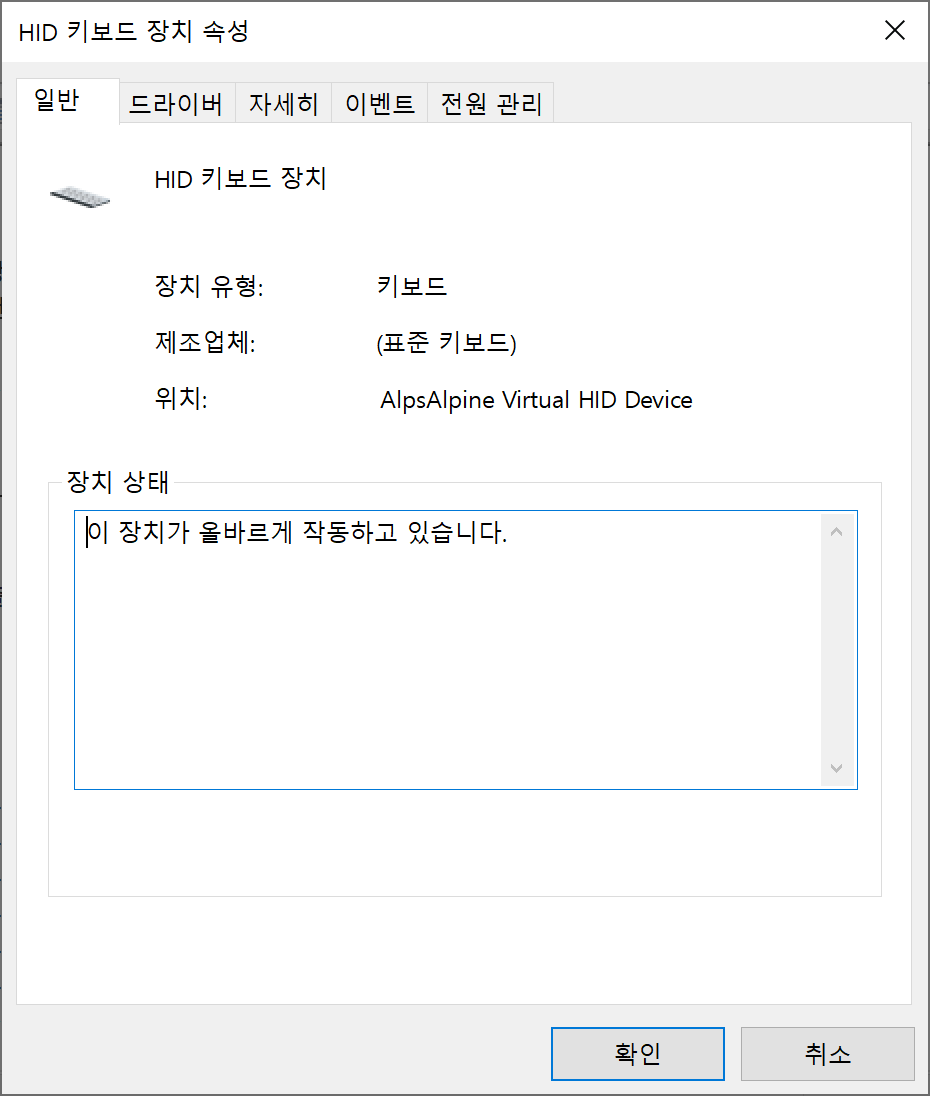 HID 키보드 장치 속성
일반 드라이버 자세히 이벤트 전원 관리
HID 키보드 장치
장치 유형: 키보드
제조업체: (표준 키보드)
위치: AlpsAlpine Virtual HID Device
장치 상태
이 장치가 올바르게 작동하고 있습니다.
확인 취소